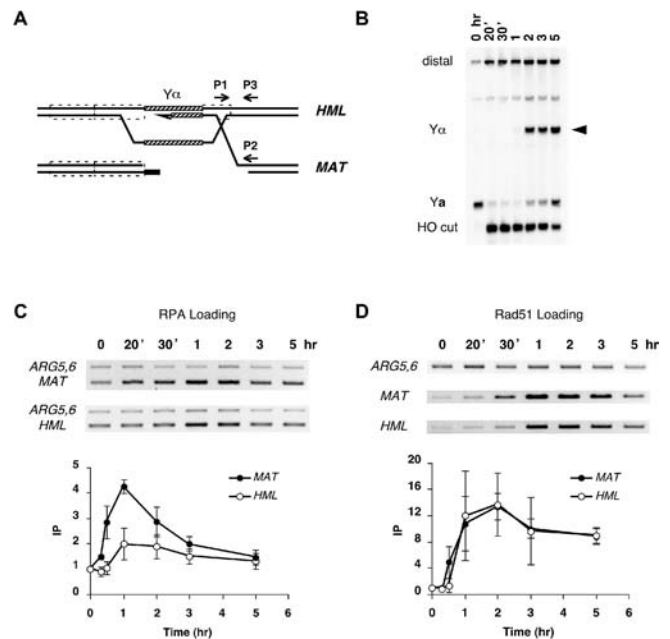 A
Yα
P1
P3
HML
P2
MAT
B
0 hr
20'
30'
1
2
3
5
distal
Yα
Ya
HO cut
C
RPA Loading
0 20' 30' 1 2 3 5 hr
ARG5,6
MAT
ARG5,6
HML
5
4
3
2
1
0
IP
MAT
HML
0 1 2 3 4 5 6
Time (hr)
D
Rad51 Loading
0 20' 30' 1 2 3 5 hr
ARG5,6
MAT
HML
20
16
12
8
4
0
IP
MAT
HML
0 1 2 3 4 5 6
Time (hr)